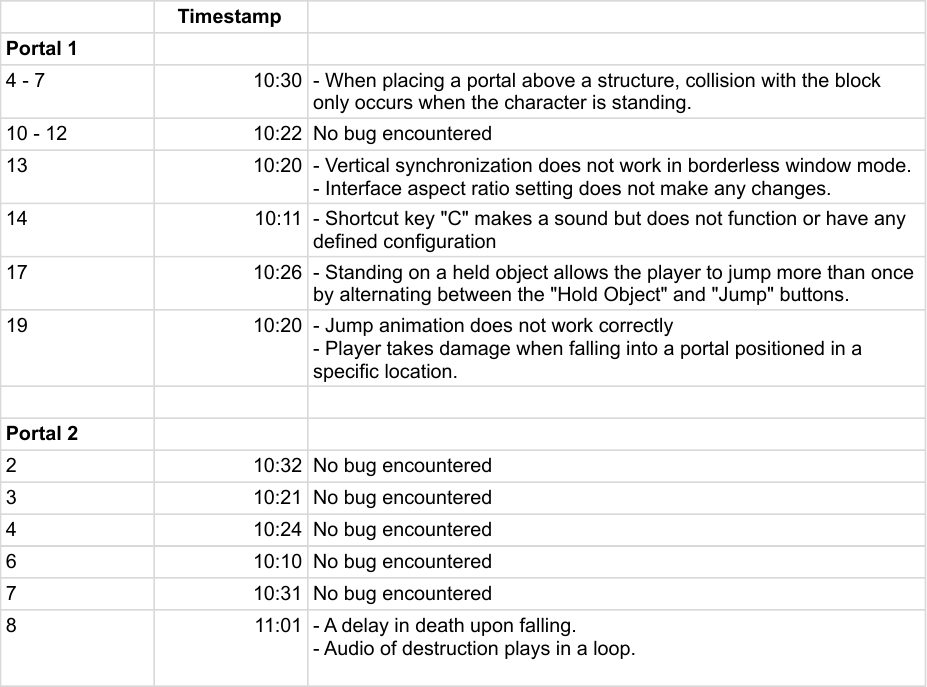 Timestamp
Portal 1
4 - 7 10:30 - When placing a portal above a structure, collision with the block
only occurs when the character is standing.
10 - 12 10:22 No bug encountered
13 10:20 - Vertical synchronization does not work in borderless window mode.
- Interface aspect ratio setting does not make any changes.
14 10:11 - Shortcut key "C" makes a sound but does not function or have any
defined configuration
17 10:26 - Standing on a held object allows the player to jump more than once
by alternating between the "Hold Object" and "Jump" buttons.
19 10:20 - Jump animation does not work correctly
- Player takes damage when falling into a portal positioned in a
specific location.
Portal 2
2 10:32 No bug encountered
3 10:21 No bug encountered
4 10:24 No bug encountered
6 10:10 No bug encountered
7 10:31 No bug encountered
8 11:01 - A delay in death upon falling.
- Audio of destruction plays in a loop.